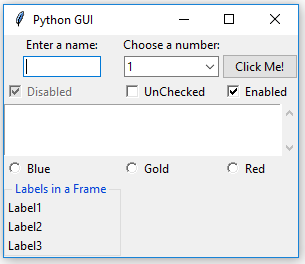 Python GUI
Enter a name: Choose a number:
1 Click Me!
Disabled UnChecked Enabled
Blue Gold Red
Labels in a Frame
Label1
Label2
Label3